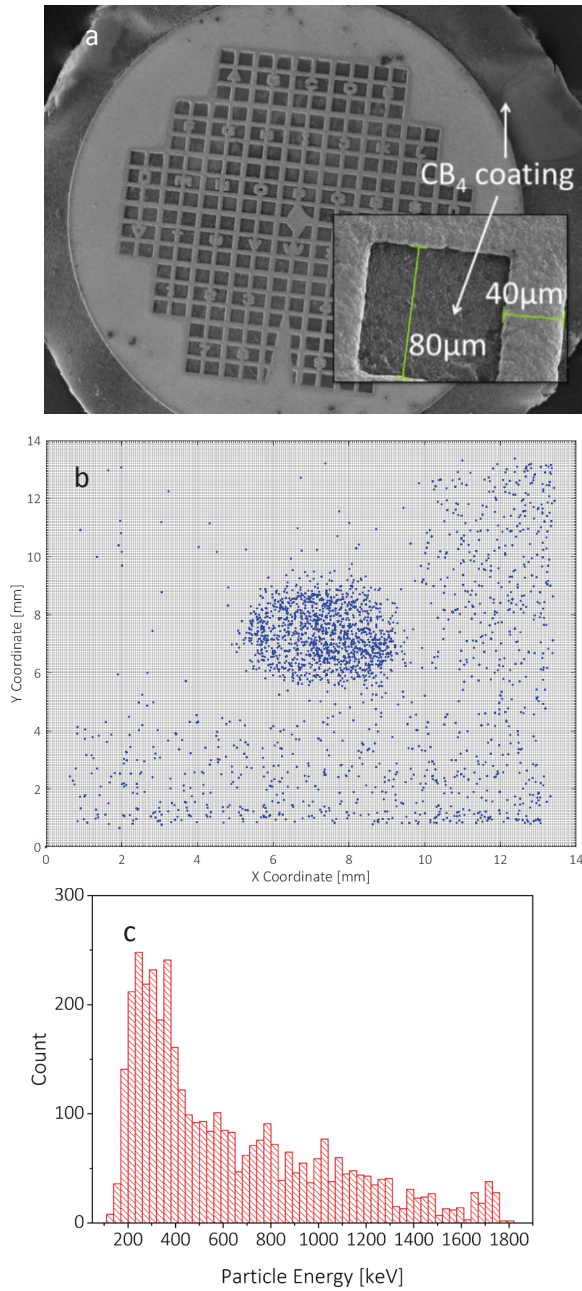 a
CB₄ coating
40μm
80μm
b
14
12
10
8
6
4
2
0
Y Coordinate [mm]
0 2 4 6 8 10 12 14
X Coordinate [mm]
c
300
200
100
0
Count
200 400 600 800 1000 1200 1400 1600 1800
Particle Energy [keV]